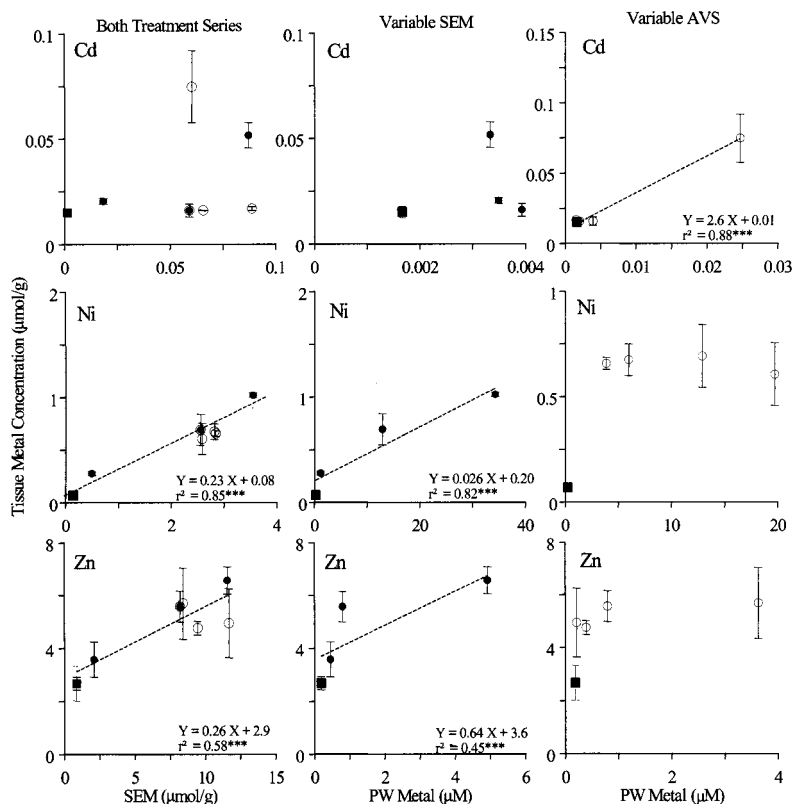 Both Treatment Series
Variable SEM
Variable AVS
Tissue Metal Concentration (μmol/g)
Cd
0.1
0.05
0
0 0.05 0.1
Cd
0.1
0.05
0
0 0.002 0.004
Cd
0.15
0.1
0.05
0
Y = 2.6 X + 0.01
r² = 0.88***
0 0.01 0.02 0.03
Ni
2
1
0
Y = 0.23 X + 0.08
r² = 0.85***
0 2 4
Ni
2
1
0
Y = 0.026 X + 0.20
r² = 0.82***
0 20 40
Ni
1
0.5
0
0 10 20
Zn
8
6
4
2
0
Y = 0.26 X + 2.9
r² = 0.58***
0 5 10 15
SEM (μmol/g)
Zn
8
6
4
2
0
Y = 0.64 X + 3.6
r² = 0.45***
0 2 4 6
PW Metal (μM)
Zn
8
6
4
2
0
0 2 4
PW Metal (μM)